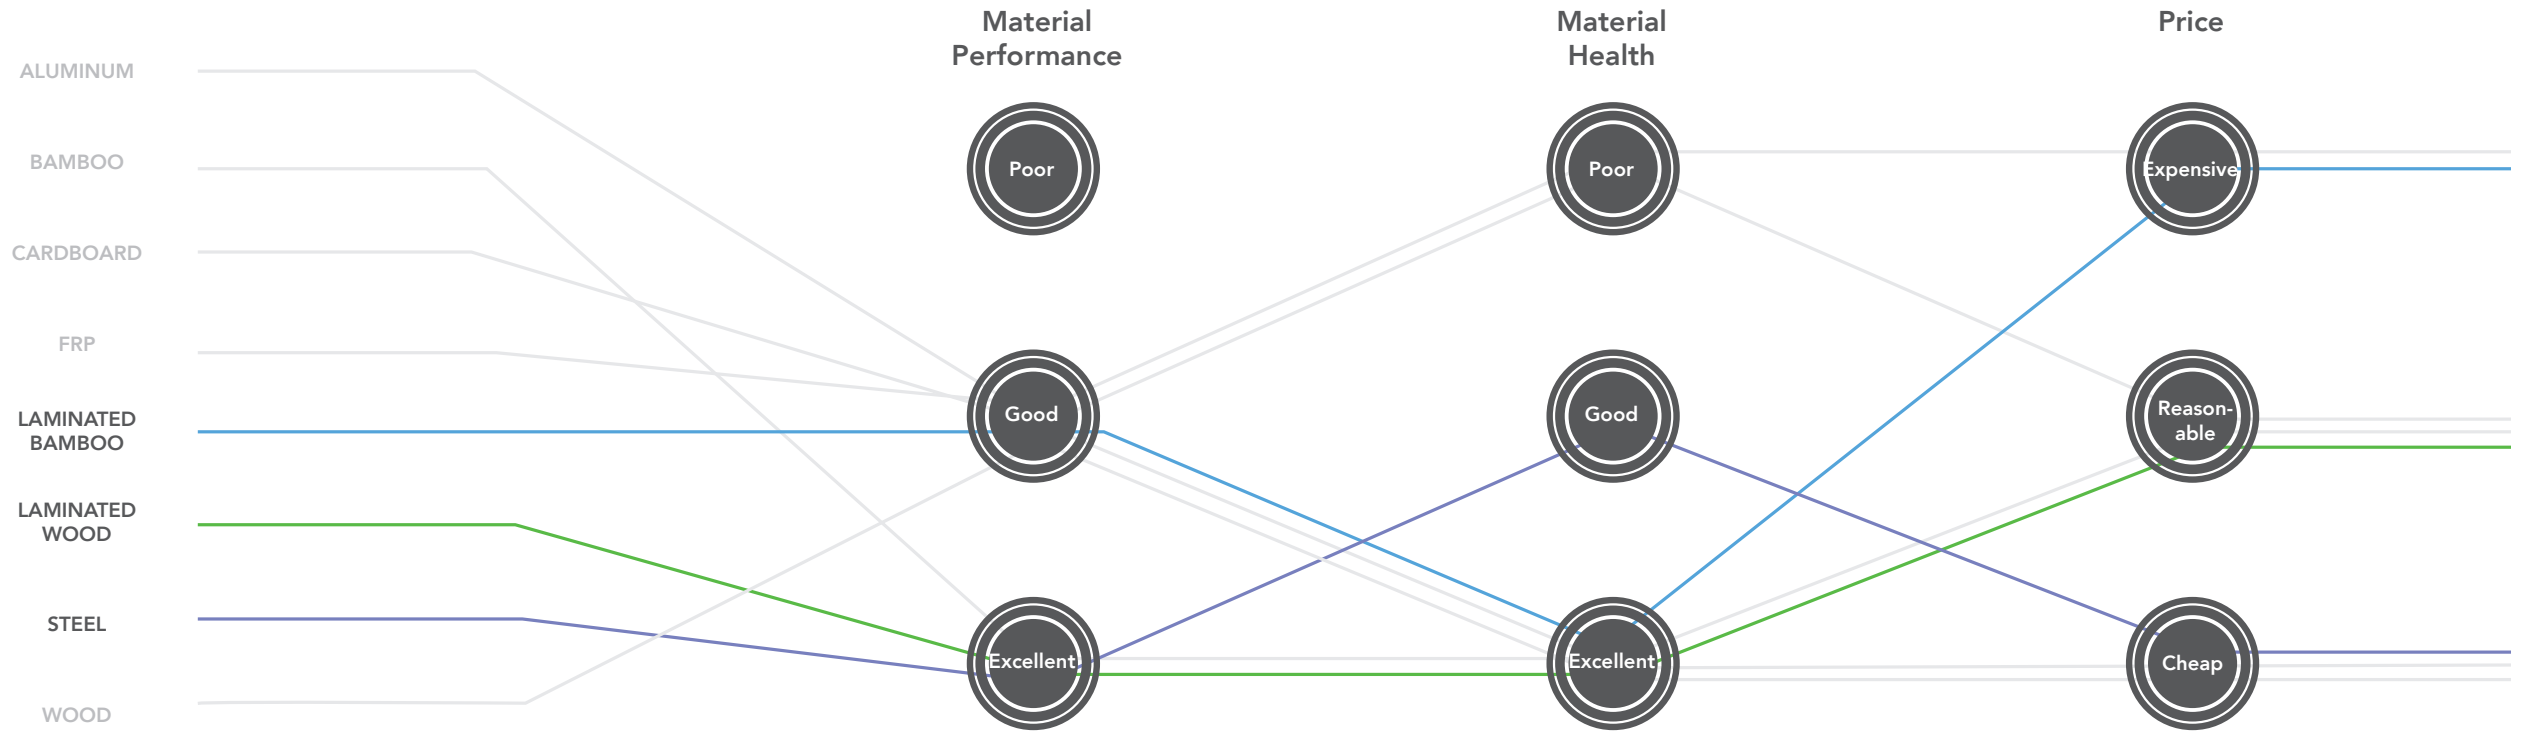 Material
Performance
Material
Health
Price
ALUMINUM
BAMBOO
CARDBOARD
FRP
LAMINATED
BAMBOO
LAMINATED
WOOD
STEEL
WOOD
Poor
Good
Excellent
Poor
Good
Excellent
Expensive
Reason-
able
Cheap